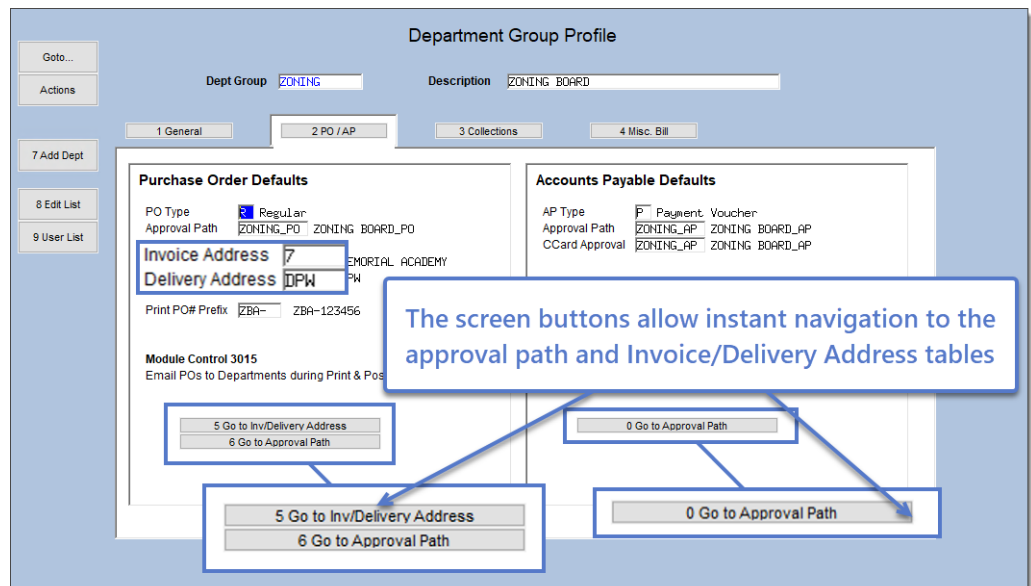 Department Group Profile
Goto...
Actions
Dept Group ZONING Description ZONING BOARD
1 General 2 PO / AP 3 Collections 4 Misc. Bill
7 Add Dept
8 Edit List
9 User List
Purchase Order Defaults
PO Type R Regular
Approval Path ZONING_PO ZONING BOARD_PO
Invoice Address 7 EMORIAL ACADEMY
Delivery Address DPW PW
Print PO# Prefix ZBA- ZBA-123456
Module Control 3015
Email POs to Departments during Print & Pos
5 Go to Inv/Delivery Address
6 Go to Approval Path
Accounts Payable Defaults
AP Type P Payment Voucher
Approval Path ZONING_AP ZONING BOARD_AP
CCard Approval ZONING_AP ZONING BOARD_AP
The screen buttons allow instant navigation to the
approval path and Invoice/Delivery Address tables
0 Go to Approval Path
5 Go to Inv/Delivery Address
6 Go to Approval Path
0 Go to Approval Path